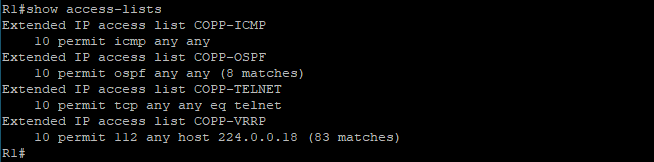 R1#show access-lists
Extended IP access list COPP-ICMP
    10 permit icmp any any
Extended IP access list COPP-OSPF
    10 permit ospf any any (8 matches)
Extended IP access list COPP-TELNET
    10 permit tcp any any eq telnet
Extended IP access list COPP-VRRP
    10 permit 112 any host 224.0.0.18 (83 matches)
R1#